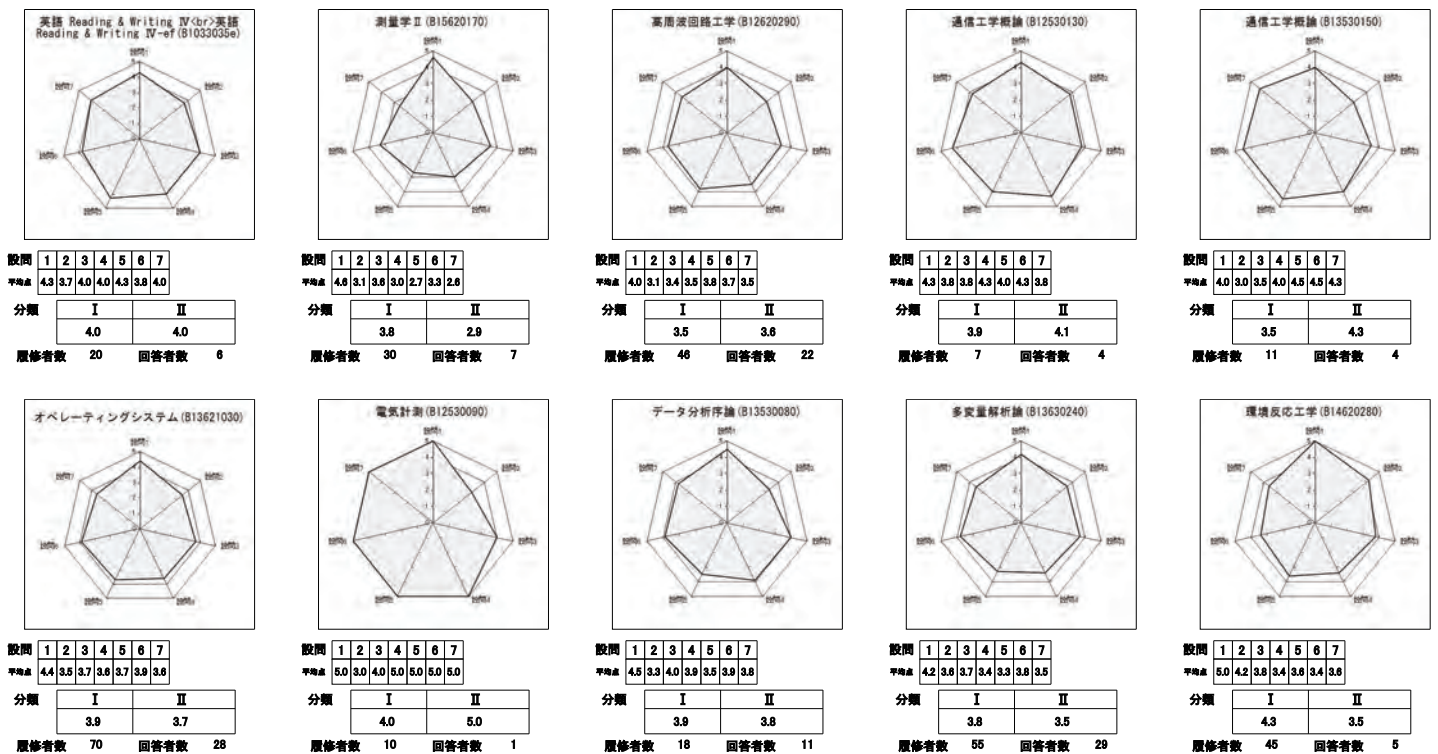 英語 Reading & Writing Ⅳ<br>英語
Reading & Writing Ⅳ-ef(B1033035e)
設問 1 2 3 4 5 6 7
平均点 4.3 3.7 4.0 4.0 4.3 3.8 4.0
分類 Ⅰ Ⅱ
4.0 4.0
履修者数 20 回答者数 6
測量学Ⅱ(B15620170)
設問 1 2 3 4 5 6 7
平均点 4.6 3.1 3.6 3.0 2.7 3.3 2.6
分類 Ⅰ Ⅱ
3.8 2.9
履修者数 30 回答者数 7
高周波回路工学(B12620290)
設問 1 2 3 4 5 6 7
平均点 4.0 3.1 3.4 3.5 3.8 3.7 3.5
分類 Ⅰ Ⅱ
3.5 3.6
履修者数 46 回答者数 22
通信工学概論(B12530130)
設問 1 2 3 4 5 6 7
平均点 4.3 3.8 3.8 4.3 4.0 4.3 3.8
分類 Ⅰ Ⅱ
3.9 4.1
履修者数 7 回答者数 4
通信工学概論(B13530150)
設問 1 2 3 4 5 6 7
平均点 4.0 3.0 3.5 4.0 4.5 4.5 4.3
分類 Ⅰ Ⅱ
3.5 4.3
履修者数 11 回答者数 4
オペレーティングシステム(B13621030)
設問 1 2 3 4 5 6 7
平均点 4.4 3.5 3.7 3.6 3.7 3.9 3.6
分類 Ⅰ Ⅱ
3.9 3.7
履修者数 70 回答者数 28
電気計測(B12530090)
設問 1 2 3 4 5 6 7
平均点 5.0 3.0 4.0 5.0 5.0 5.0 5.0
分類 Ⅰ Ⅱ
4.0 5.0
履修者数 10 回答者数 1
データ分析序論(B13530080)
設問 1 2 3 4 5 6 7
平均点 4.5 3.3 4.0 3.9 3.5 3.9 3.8
分類 Ⅰ Ⅱ
3.9 3.8
履修者数 18 回答者数 11
多変量解析論(B13630240)
設問 1 2 3 4 5 6 7
平均点 4.2 3.6 3.7 3.4 3.3 3.8 3.5
分類 Ⅰ Ⅱ
3.8 3.5
履修者数 55 回答者数 29
環境反応工学(B14620280)
設問 1 2 3 4 5 6 7
平均点 5.0 4.2 3.8 3.4 3.6 3.4 3.6
分類 Ⅰ Ⅱ
4.3 3.5
履修者数 45 回答者数 5